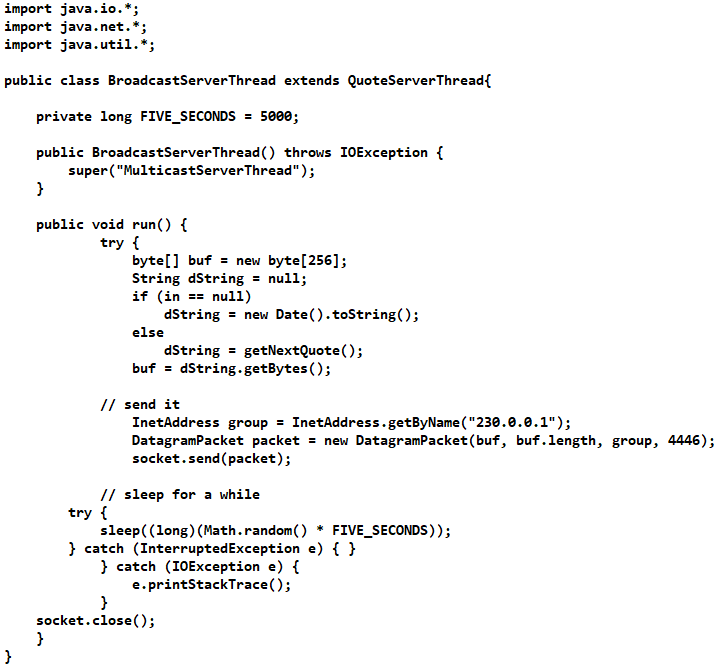 import java.io.*;
import java.net.*;
import java.util.*;

public class BroadcastServerThread extends QuoteServerThread{

    private long FIVE_SECONDS = 5000;

    public BroadcastServerThread() throws IOException {
        super("MulticastServerThread");
    }

    public void run() {
            try {
                byte[] buf = new byte[256];
                String dString = null;
                if (in == null)
                    dString = new Date().toString();
                else
                    dString = getNextQuote();
                buf = dString.getBytes();

            // send it
                InetAddress group = InetAddress.getByName("230.0.0.1");
                DatagramPacket packet = new DatagramPacket(buf, buf.length, group, 4446);
                socket.send(packet);

            // sleep for a while
        try {
            sleep((long)(Math.random() * FIVE_SECONDS));
        } catch (InterruptedException e) { }
            } catch (IOException e) {
                e.printStackTrace();
            }
    socket.close();
    }
}